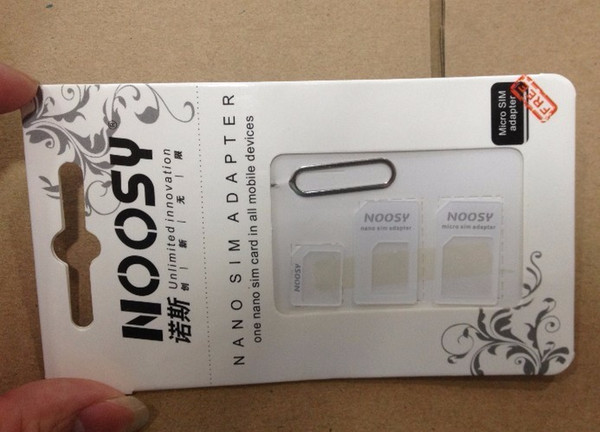 NOOSY®
诺斯 Unlimited innovation
创 | 新 | 无 | 限
NANO SIM ADAPTER
one nano sim card in all mobile devices
Micro SIM
adapter
FREE
NOOSY
NOOSY
nano sim adapter
NOOSY
micro sim adapter